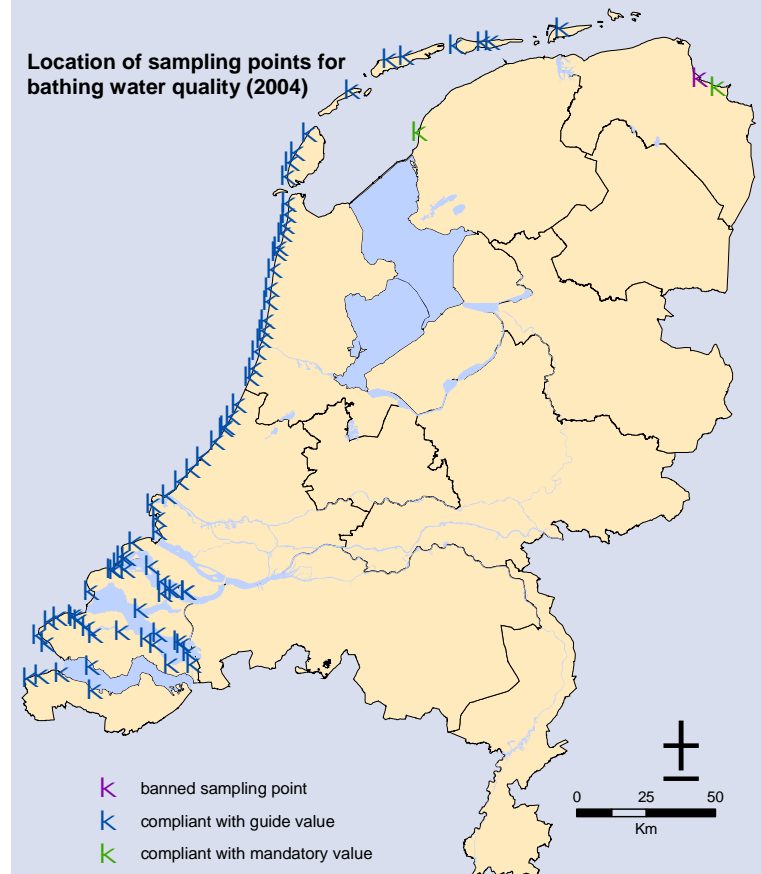 Location of sampling points for
bathing water quality (2004)
k banned sampling point
k compliant with guide value
k compliant with mandatory value
0 25 50
Km